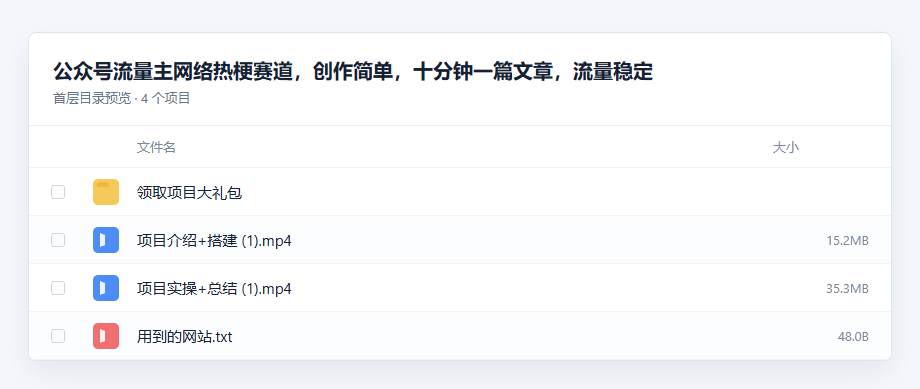 公众号流量主网络热梗赛道，创作简单，十分钟一篇文章，流量稳定
首层目录预览 · 4 个项目
文件名 大小
领取项目大礼包
项目介绍+搭建 (1).mp4 15.2MB
项目实操+总结 (1).mp4 35.3MB
用到的网站.txt 48.0B